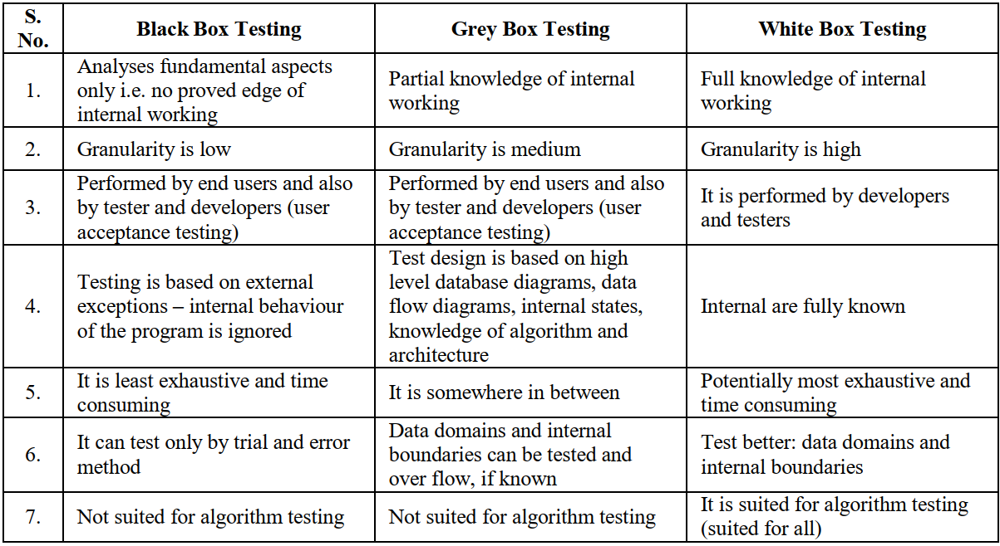 S.
No.
Black Box Testing
Grey Box Testing
White Box Testing
1.
Analyses fundamental aspects
only i.e. no proved edge of
internal working
Partial knowledge of internal
working
Full knowledge of internal
working
2.
Granularity is low
Granularity is medium
Granularity is high
3.
Performed by end users and also
by tester and developers (user
acceptance testing)
Performed by end users and also
by tester and developers (user
acceptance testing)
It is performed by developers
and testers
4.
Testing is based on external
exceptions – internal behaviour
of the program is ignored
Test design is based on high
level database diagrams, data
flow diagrams, internal states,
knowledge of algorithm and
architecture
Internal are fully known
5.
It is least exhaustive and time
consuming
It is somewhere in between
Potentially most exhaustive and
time consuming
6.
It can test only by trial and error
method
Data domains and internal
boundaries can be tested and
over flow, if known
Test better: data domains and
internal boundaries
7.
Not suited for algorithm testing
Not suited for algorithm testing
It is suited for algorithm testing
(suited for all)